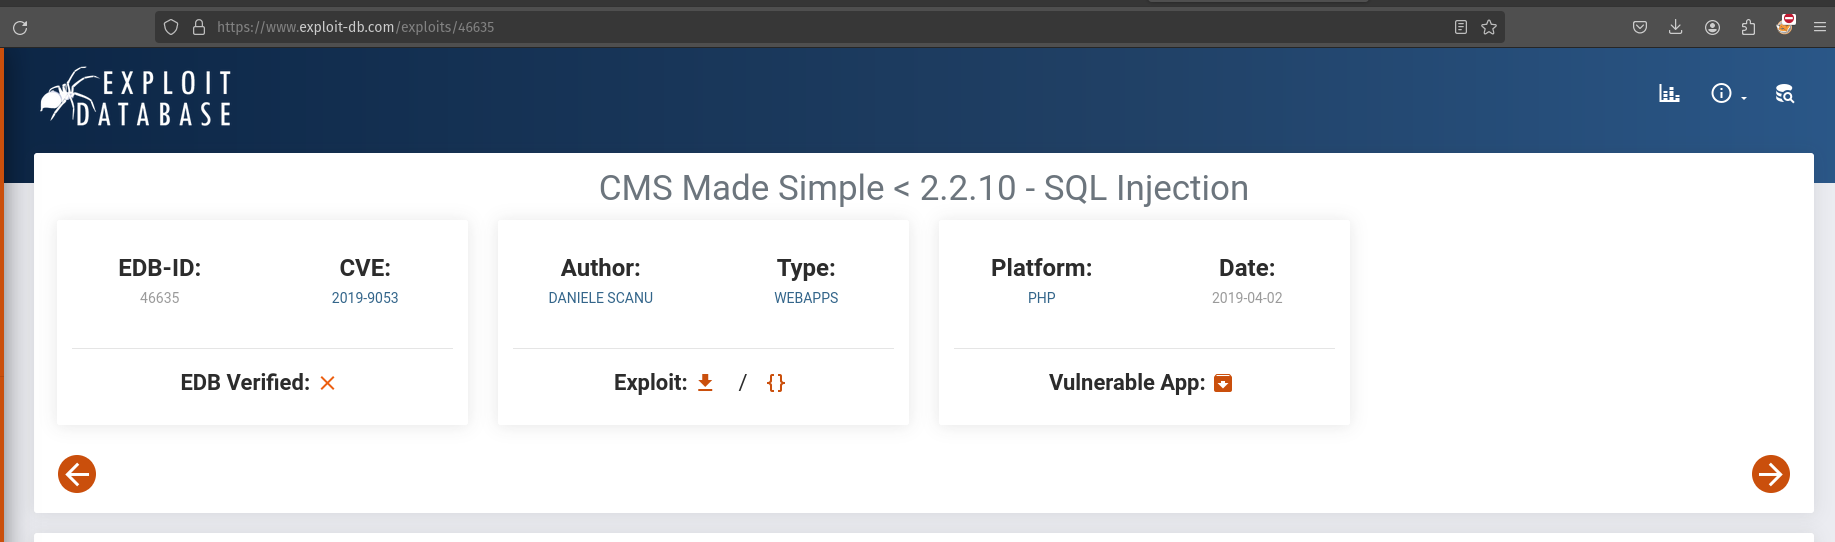 https://www.exploit-db.com/exploits/46635
EXPLOIT
DATABASE
CMS Made Simple < 2.2.10 - SQL Injection
EDB-ID:
46635
CVE:
2019-9053
EDB Verified:
Author:
DANIELE SCANU
Type:
WEBAPPS
Exploit: / {}
Platform:
PHP
Date:
2019-04-02
Vulnerable App: